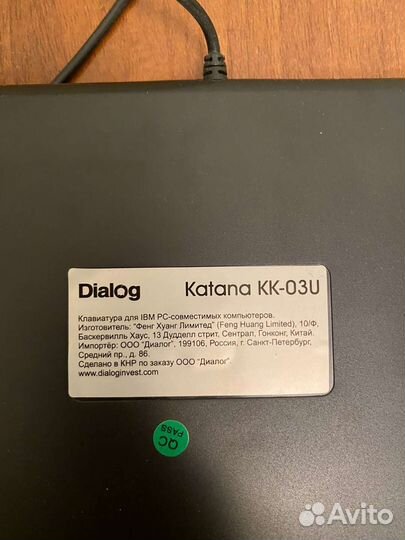 Dialog Katana KK-03U
Клавиатура для IBM PC-совместимых компьютеров.
Изготовитель: "Фенг Хуанг Лимитед" (Feng Huang Limited), 10/Ф,
Баскервилль Хаус, 13 Дудделл стрит, Сентрал, Гонконг, Китай.
Импортёр: ООО "Диалог". 199106, Россия, г. Санкт-Петербург,
Средний пр., д. 86.
Сделано в КНР по заказу ООО "Диалог".
www.dialoginvest.com
QC
PASS
Avito